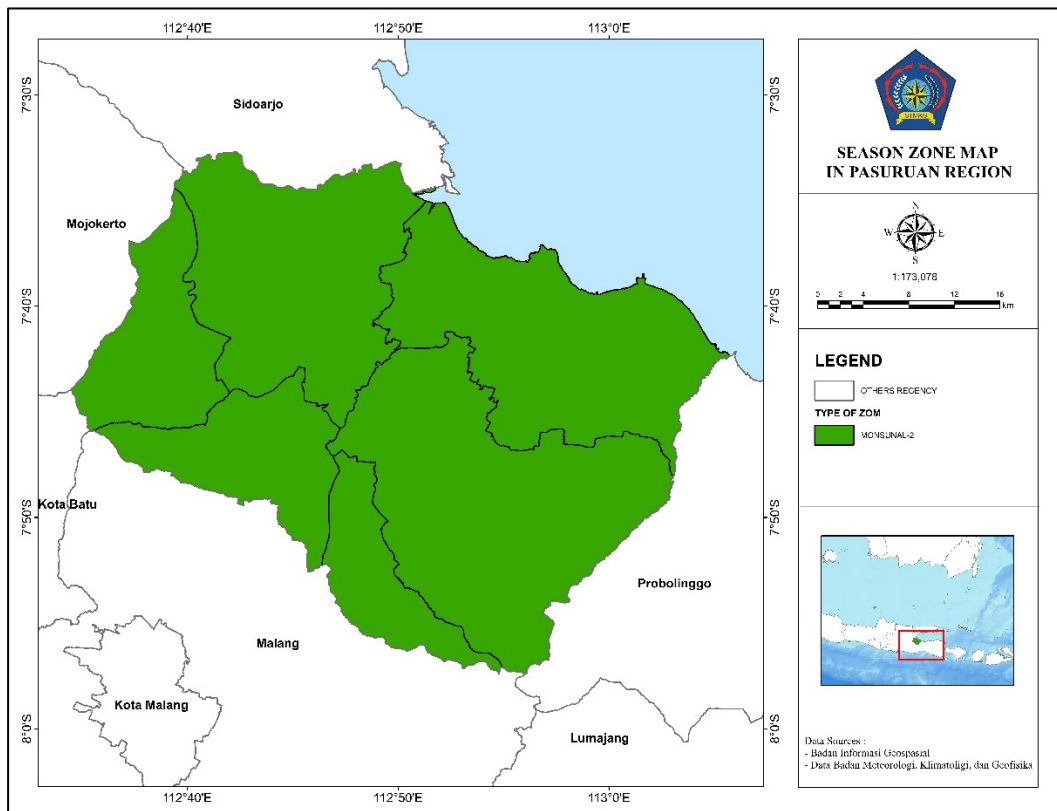 112°40'E 112°50'E 113°0'E
7°30'S
7°40'S
7°50'S
8°0'S
Sidoarjo
Mojokerto
Kota Batu
Malang
Kota Malang
Probolinggo
Lumajang
7°30'S
7°40'S
7°50'S
8°0'S
112°40'E 112°50'E 113°0'E
STMKG
SEASON ZONE MAP
IN PASURUAN REGION
N
W E
S
1:173,078
0 2 4 8 12 16
km
LEGEND
OTHERS REGENCY
TYPE OF ZOM
MONSUNAL-2
Data Sources :
- Badan Informasi Geospasial
- Data Badan Meteorologi, Klimatoligi, dan Geofisika